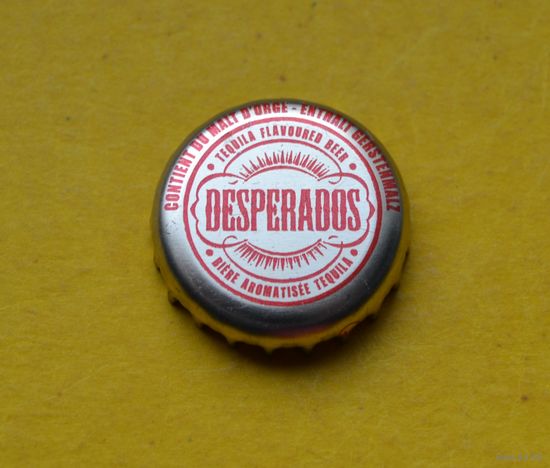 CONTIENT DU MALT D'ORGE - ENTHÄLT GERSTENMALZ
• TEQUILA FLAVOURED BEER •
DESPERADOS
• BIÈRE AROMATISÉE TEQUILA •